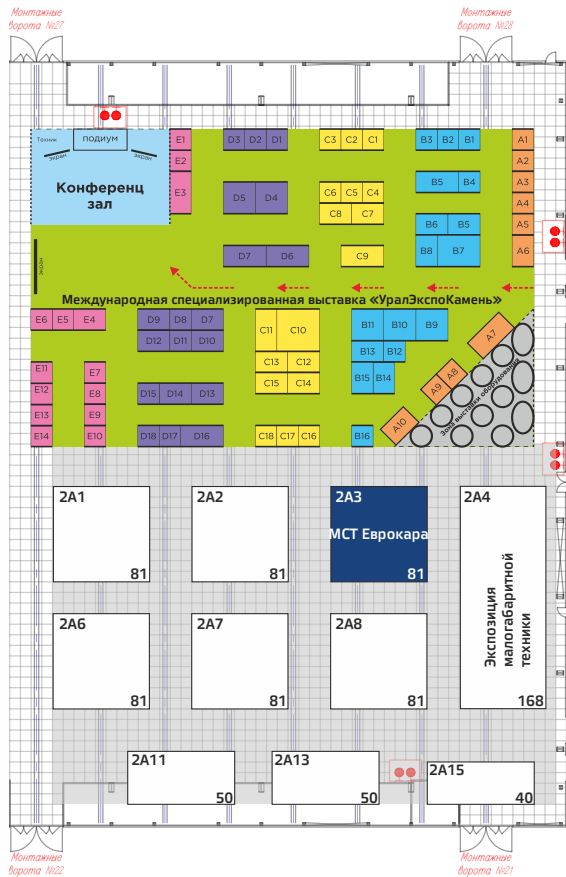 Монтажные
ворота №27
Монтажные
ворота №28
Техник
подиум
экран
экран
Конференц
зал
экран
E1
E2
E3
D3 D2 D1
C3 C2 C1
B3 B2 B1
A1
A2
A3
A4
A5
A6
D5 D4
C6 C5 C4
C8 C7
B5 B4
B6 B5
B8 B7
D7 D6
C9
Международная специализированная выставка «УралЭкспоКамень»
E6 E5 E4
D9 D8 D7
D12 D11 D10
C11 C10
C13 C12
C15 C14
B11 B10 B9
B13 B12
B15 B14
A7
A9 A8
A10
Зона выставки оборудования
E11
E12
E13
E14
E7
E8
E9
E10
D15 D14 D13
D18 D17 D16
C18 C17 C16
B16
2A1
81
2A2
81
2A3
МСТ Еврокара
81
2A4
Экспозиция
малогабаритной
техники
168
2A6
81
2A7
81
2A8
81
2A11
50
2A13
50
2A15
40
Монтажные
ворота №22
Монтажные
ворота №21